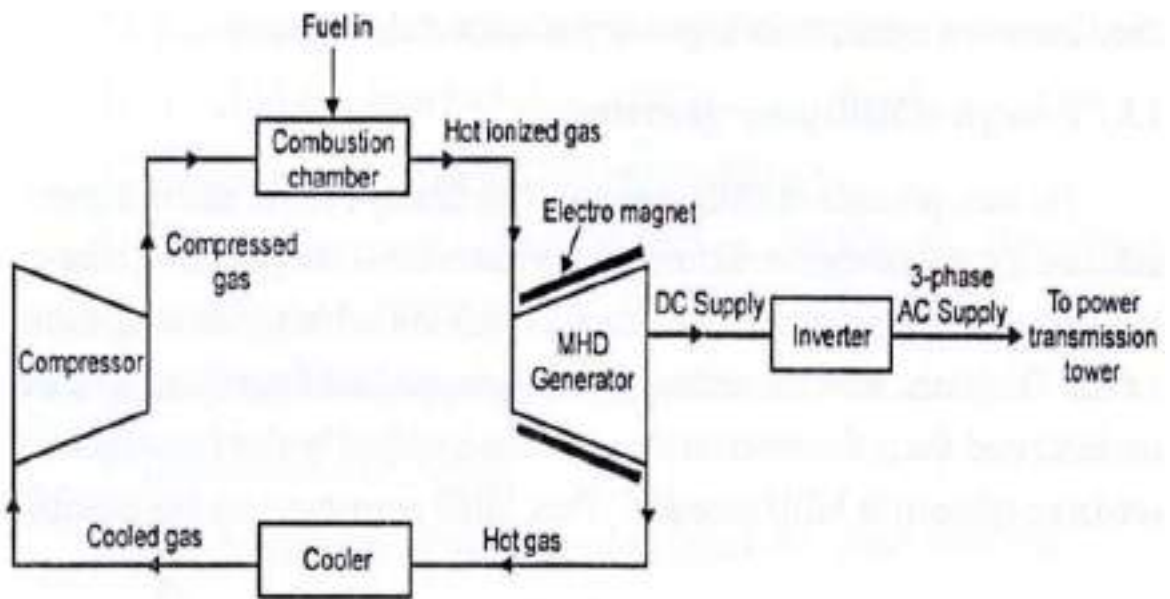 Fuel in
Combustion
chamber
Hot ionized gas
Electro magnet
Compressed
gas
Compressor
MHD
Generator
DC Supply
Inverter
3-phase
AC Supply
To power
transmission
tower
Cooled gas
Cooler
Hot gas